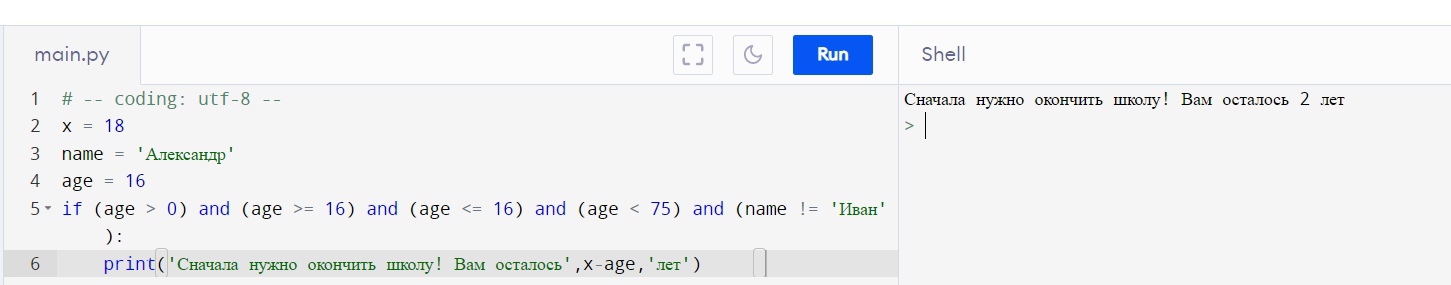 main.py
Run
Shell
1 # -- coding: utf-8 --
2 x = 18
3 name = 'Александр'
4 age = 16
5 if (age > 0) and (age >= 16) and (age <= 16) and (age < 75) and (name != 'Иван'
):
6 print('Сначала нужно окончить школу! Вам осталось',x-age,'лет')
Сначала нужно окончить школу! Вам осталось 2 лет
>